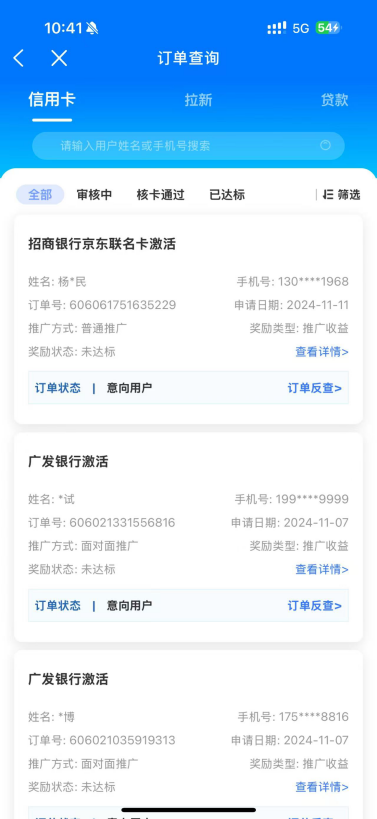 10:41 5G 54
订单查询
信用卡 拉新 贷款
请输入用户姓名或手机号搜索
全部 审核中 核卡通过 已达标 筛选
招商银行京东联名卡激活
姓名: 杨*民 手机号: 130****1968
订单号: 606061751635229 申请日期: 2024-11-11
推广方式: 普通推广 奖励类型: 推广收益
奖励状态: 未达标 查看详情>
订单状态 | 意向用户 订单反查>
广发银行激活
姓名: *试 手机号: 199****9999
订单号: 606021331556816 申请日期: 2024-11-07
推广方式: 面对面推广 奖励类型: 推广收益
奖励状态: 未达标 查看详情>
订单状态 | 意向用户 订单反查>
广发银行激活
姓名: *博 手机号: 175****8816
订单号: 606021035919313 申请日期: 2024-11-07
推广方式: 面对面推广 奖励类型: 推广收益
奖励状态: 未达标 查看详情>